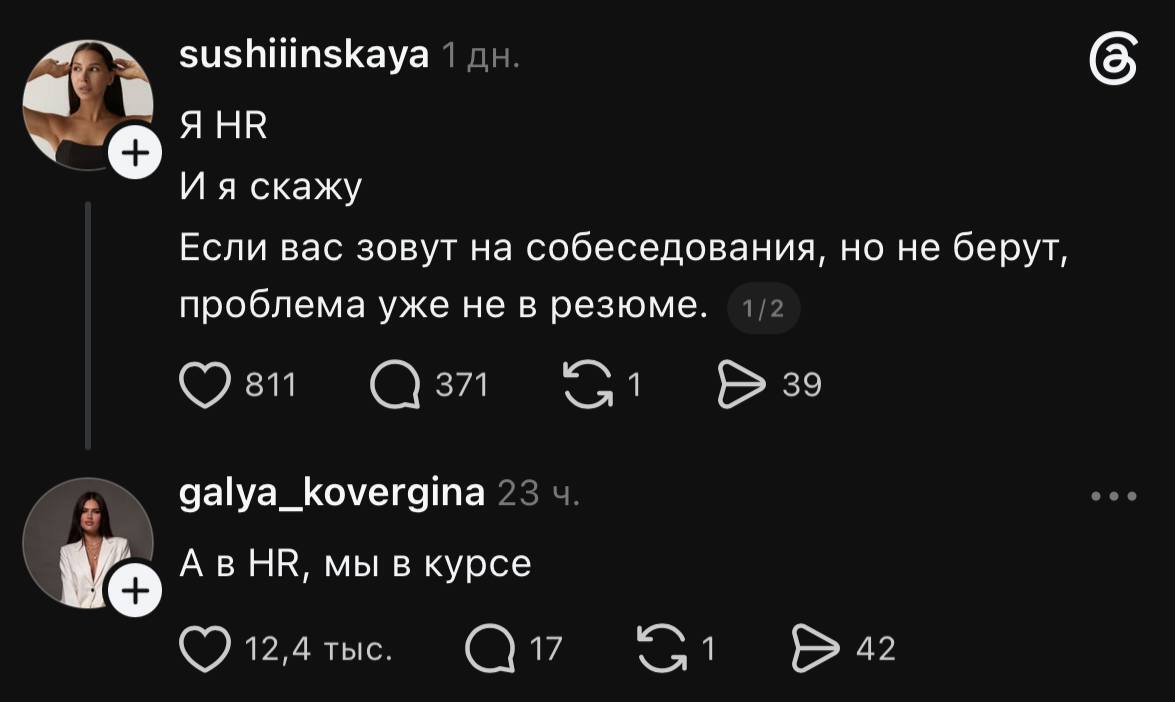 sushiiinskaya 1 дн.
Я HR
И я скажу
Если вас зовут на собеседования, но не берут,
проблема уже не в резюме. 1/2
811 371 1 39
galya_kovergina 23 ч.
А в HR, мы в курсе
12,4 тыс. 17 1 42